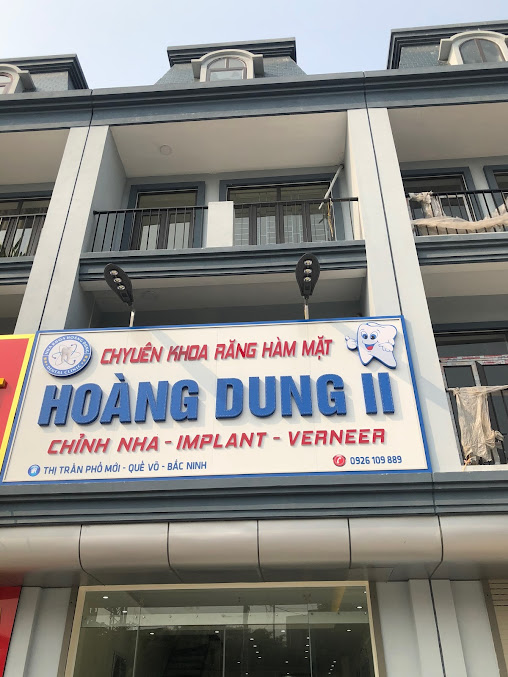 CHYUÊN KHOA RĂNG HÀM MẶT
HOÀNG DUNG II
CHỈNH NHA - IMPLANT - VERNEER
THỊ TRẤN PHỐ MỚI - QUẾ VÕ - BẮC NINH
0926 109 889